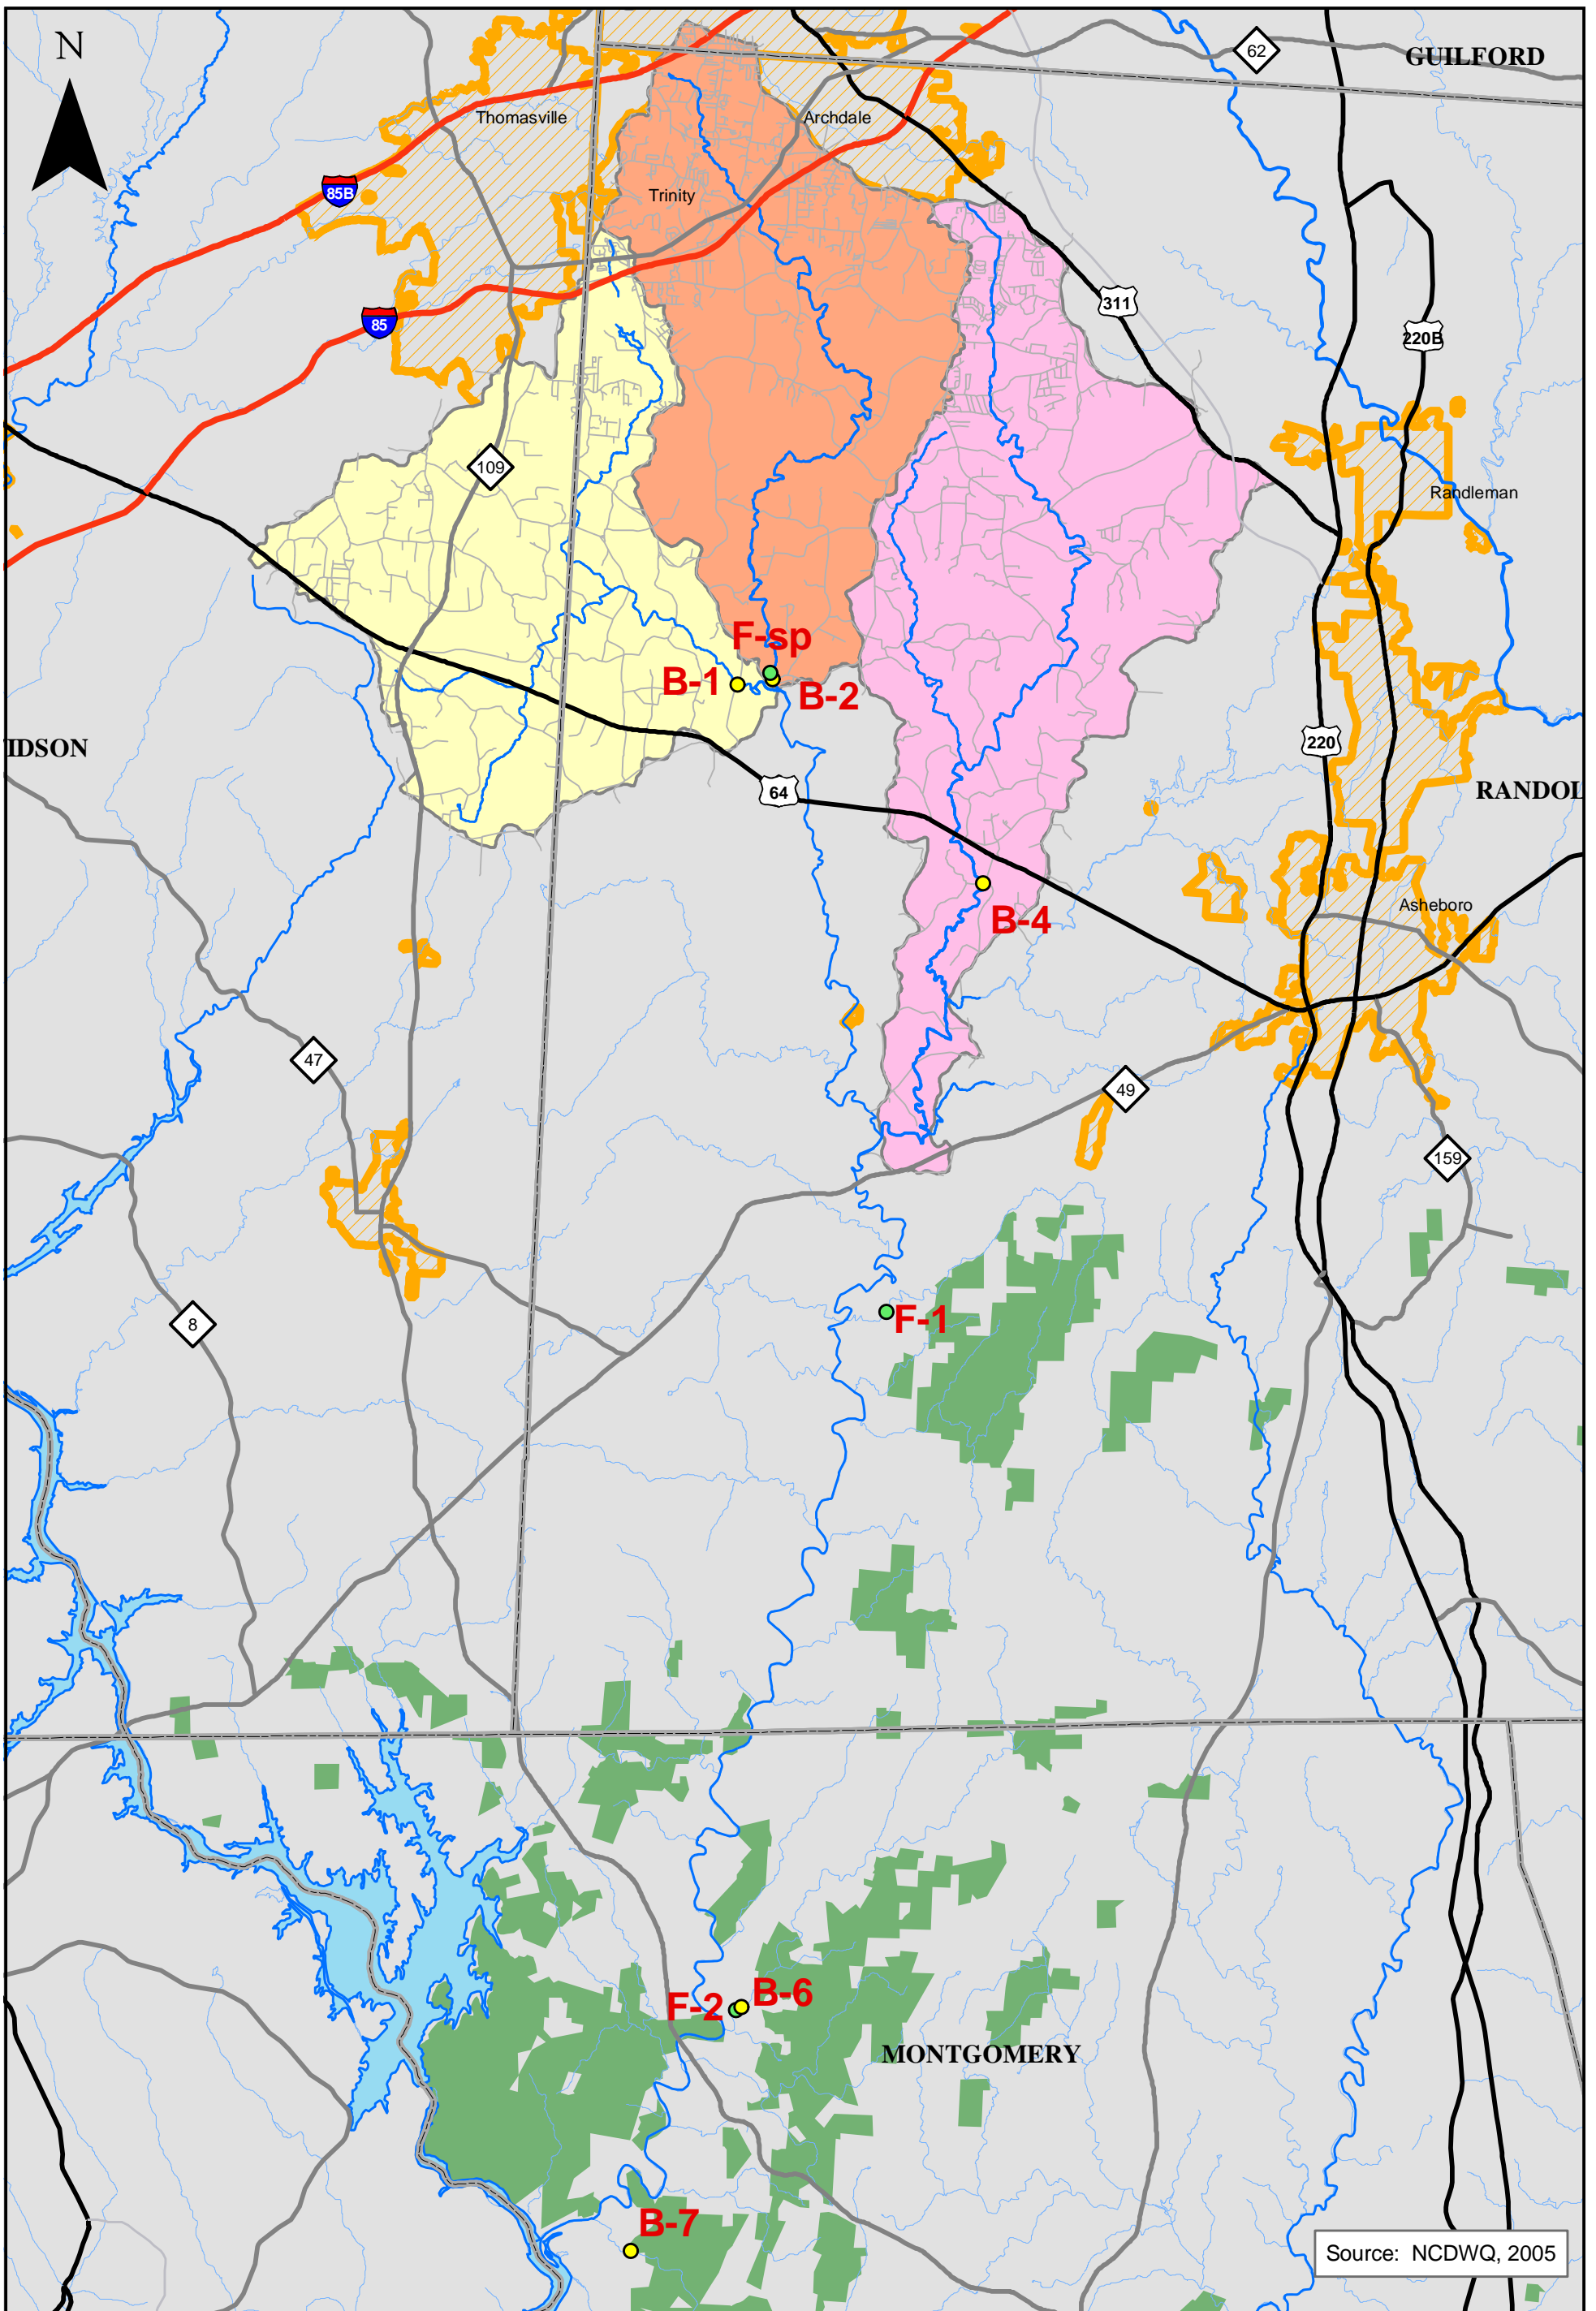 N
62
GUILFORD
Thomasville
Archdale
85B
Trinity
311
85
220B
109
Randleman
F-sp
B-1
B-2
IDSON
220
64
RANDOL
Asheboro
B-4
47
49
159
F-1
8
B-6
F-2
MONTGOMERY
B-7
Source: NCDWQ, 2005